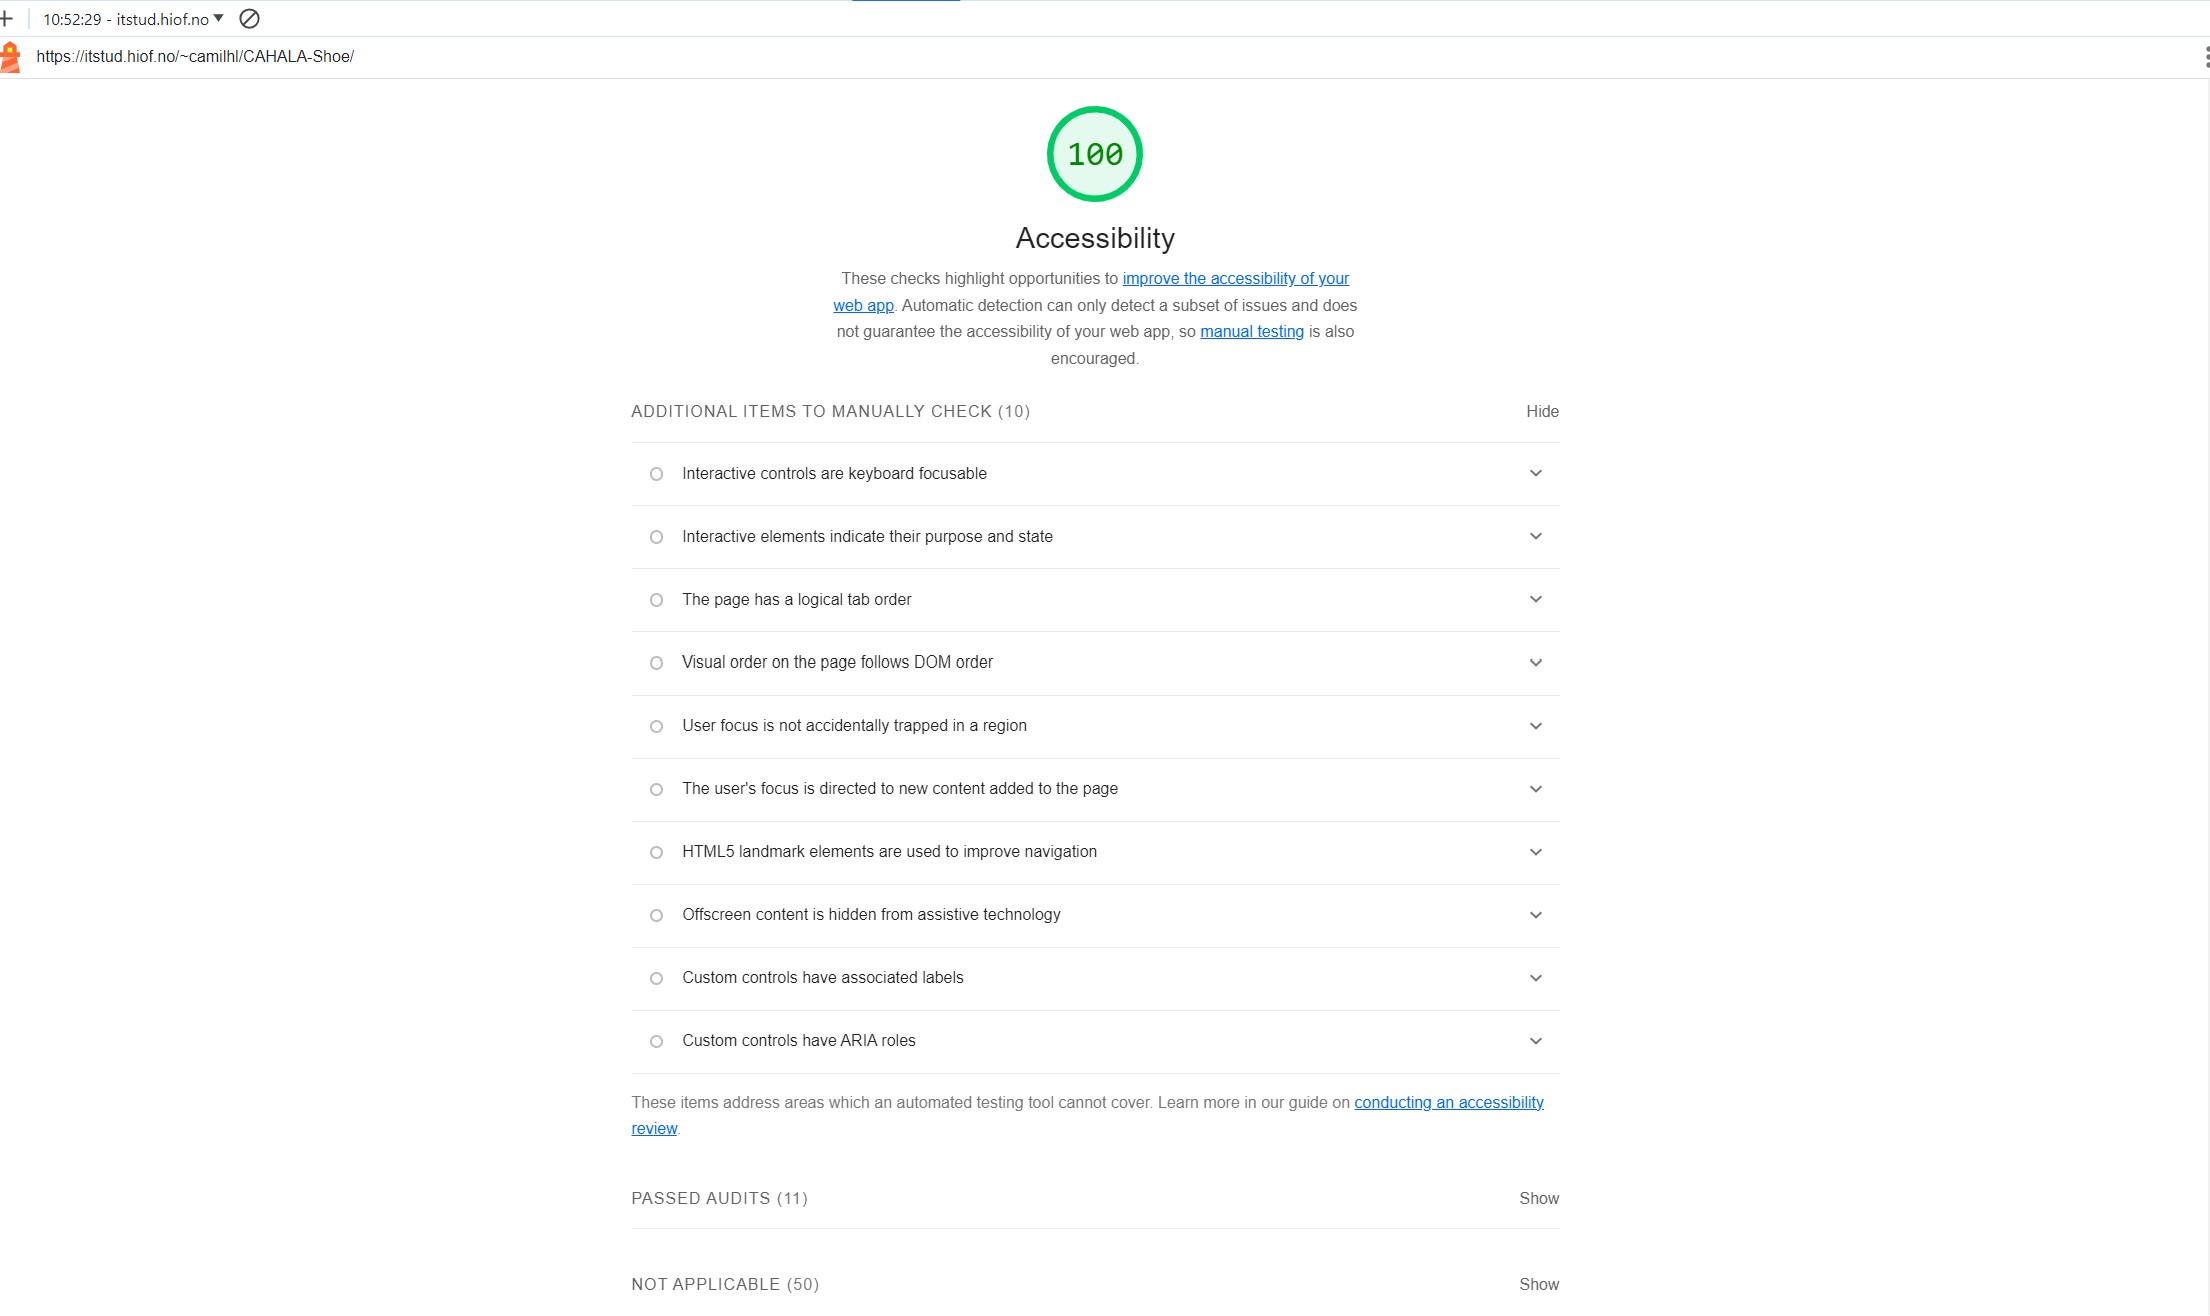 10:52:29 - itstud.hiof.no
https://itstud.hiof.no/~camilhl/CAHALA-Shoe/
100
Accessibility
These checks highlight opportunities to improve the accessibility of your
web app. Automatic detection can only detect a subset of issues and does
not guarantee the accessibility of your web app, so manual testing is also
encouraged.
ADDITIONAL ITEMS TO MANUALLY CHECK (10) Hide
Interactive controls are keyboard focusable
Interactive elements indicate their purpose and state
The page has a logical tab order
Visual order on the page follows DOM order
User focus is not accidentally trapped in a region
The user's focus is directed to new content added to the page
HTML5 landmark elements are used to improve navigation
Offscreen content is hidden from assistive technology
Custom controls have associated labels
Custom controls have ARIA roles
These items address areas which an automated testing tool cannot cover. Learn more in our guide on conducting an accessibility
review.
PASSED AUDITS (11) Show
NOT APPLICABLE (50) Show